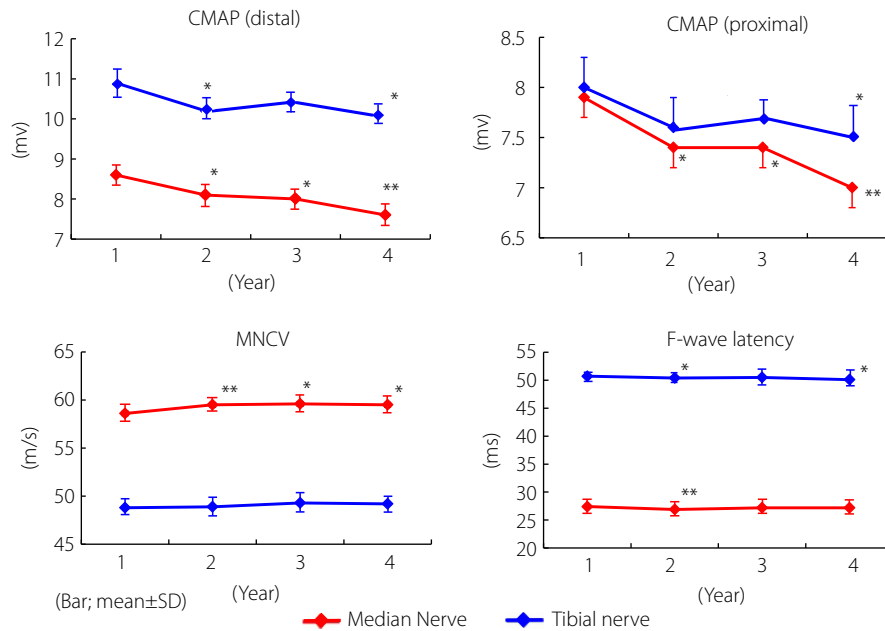 CMAP (distal)
12
11
10
9
8
7
(mv)
*
*
*
*
**
1 2 3 4
(Year)
CMAP (proximal)
8.5
8
7.5
7
6.5
(mv)
*
*
*
**
1 2 3 4
(Year)
MNCV
65
60
55
50
45
(m/s)
**
*
*
1 2 3 4
(Year)
F-wave latency
55
50
50
45
40
35
30
25
20
(ms)
*
*
**
1 2 3 4
(Year)
(Bar; mean±SD)
Median Nerve Tibial nerve